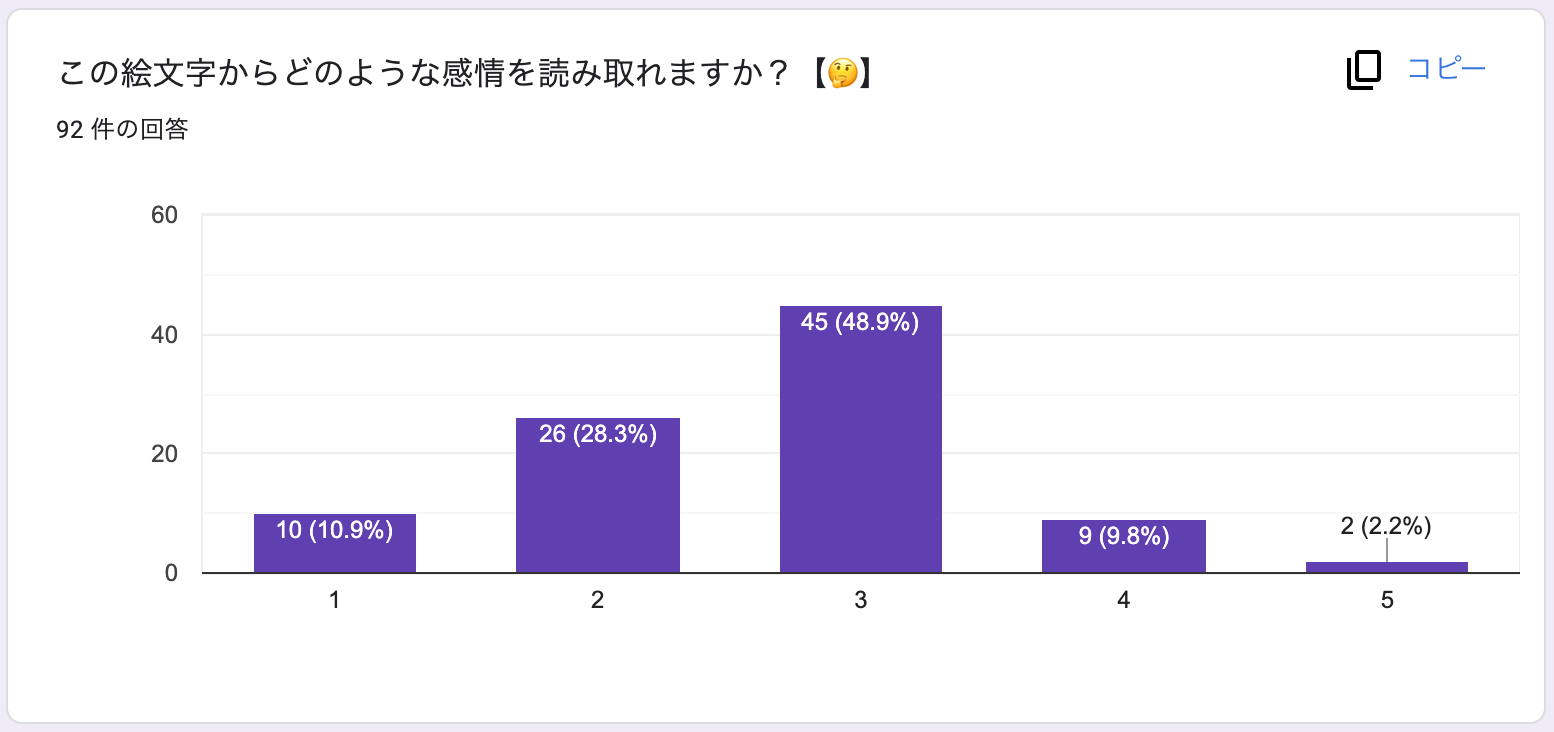 この絵文字からどのような感情を読み取れますか？【🤔】
コピー
92 件の回答
60
40
20
0
10 (10.9%)
26 (28.3%)
45 (48.9%)
9 (9.8%)
2 (2.2%)
1 2 3 4 5